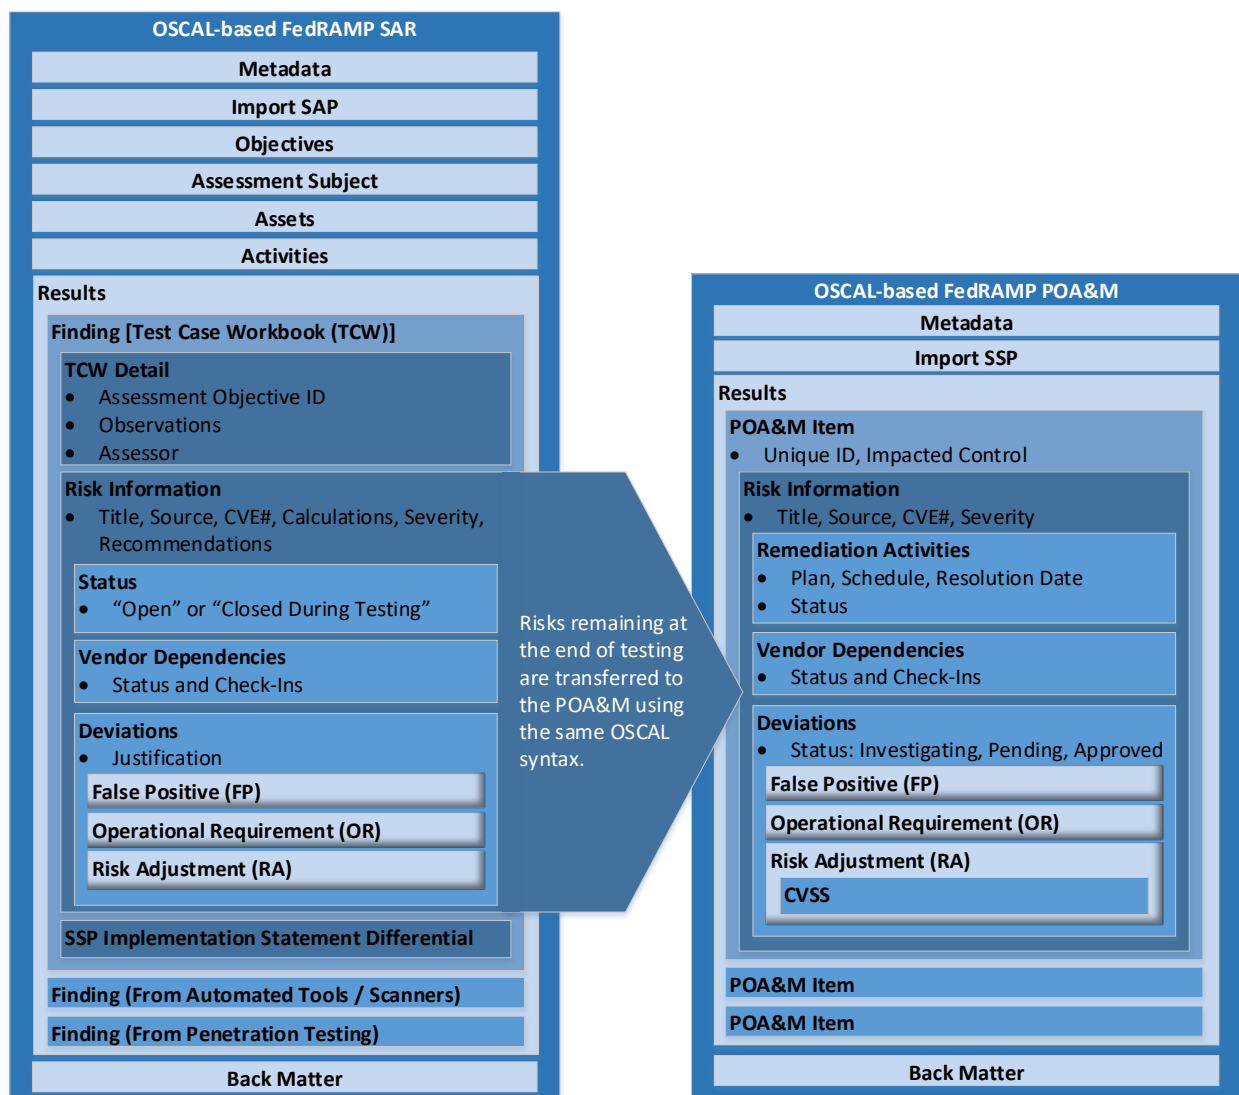 OSCAL-based FedRAMP SAR
Metadata
Import SAP
Objectives
Assessment Subject
Assets
Activities
Results
Finding [Test Case Workbook (TCW)]
TCW Detail
• Assessment Objective ID
• Observations
• Assessor
Risk Information
• Title, Source, CVE#, Calculations, Severity,
Recommendations
Status
• “Open” or “Closed During Testing”
Vendor Dependencies
• Status and Check-Ins
Deviations
• Justification
False Positive (FP)
Operational Requirement (OR)
Risk Adjustment (RA)
SSP Implementation Statement Differential
Finding (From Automated Tools / Scanners)
Finding (From Penetration Testing)
Back Matter
Risks remaining at
the end of testing
are transferred to
the POA&M using
the same OSCAL
syntax.
OSCAL-based FedRAMP POA&M
Metadata
Import SSP
Results
POA&M Item
• Unique ID, Impacted Control
Risk Information
• Title, Source, CVE#, Severity
Remediation Activities
• Plan, Schedule, Resolution Date
• Status
Vendor Dependencies
• Status and Check-Ins
Deviations
• Status: Investigating, Pending, Approved
False Positive (FP)
Operational Requirement (OR)
Risk Adjustment (RA)
CVSS
POA&M Item
POA&M Item
Back Matter